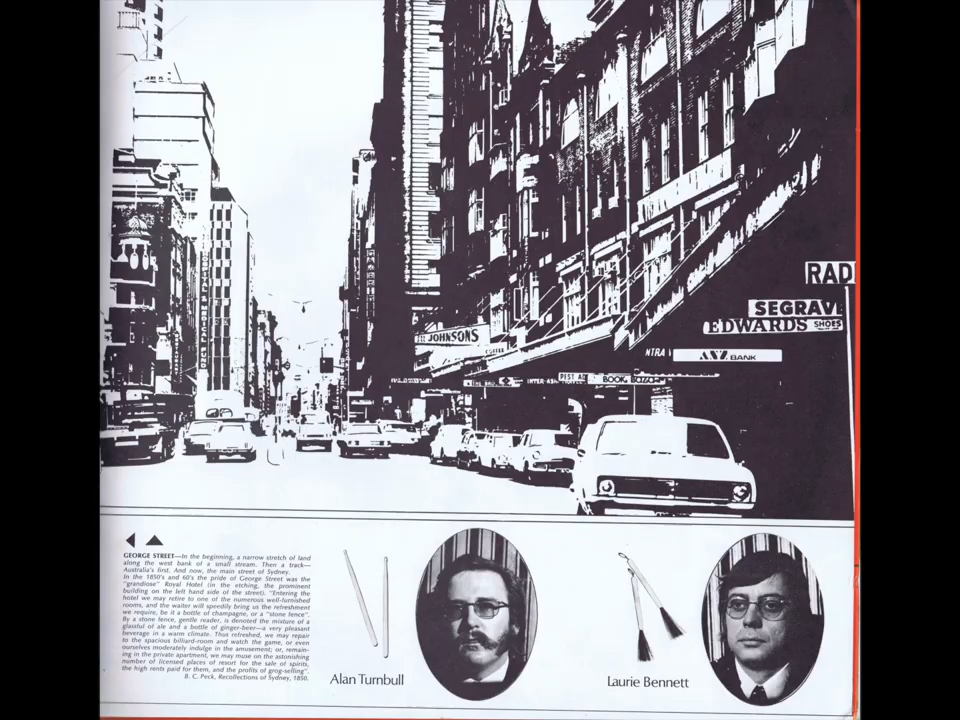 HOSPITAL & MEDICAL FUND
JOHNSONS
RAD
SEGRAV
EDWARDS SHOES
NTRA
ANZ BANK
BOOK BAZAAR
GEORGE STREET—In the beginning, a narrow stretch of land
along the west bank of a small stream. Then a track—
Australia's first. And now, the main street of Sydney.
In the 1850's and 60's the pride of George Street was the
"grandiose" Royal Hotel (in the etching, the prominent
building on the left hand side of the street). "Entering the
hotel we may retire to one of the numerous well-furnished
rooms, and the waiter will speedily bring us the refreshment
we require, be it a bottle of champagne, or a "stone fence".
By a stone fence, gentle reader, is denoted the mixture of a
glassful of ale and a bottle of ginger-beer—a very pleasant
beverage in a warm climate. Thus refreshed, we may repair
to the spacious billiard-room and watch the game, or even
ourselves moderately indulge in the amusement; or, remain-
ing in the private apartment, we may muse on the astonishing
number of licensed places of resort for the sale of spirits,
the high rents paid for them, and the profits of grog-selling".
B. C. Peck, Recollections of Sydney, 1850.
Alan Turnbull
Laurie Bennett